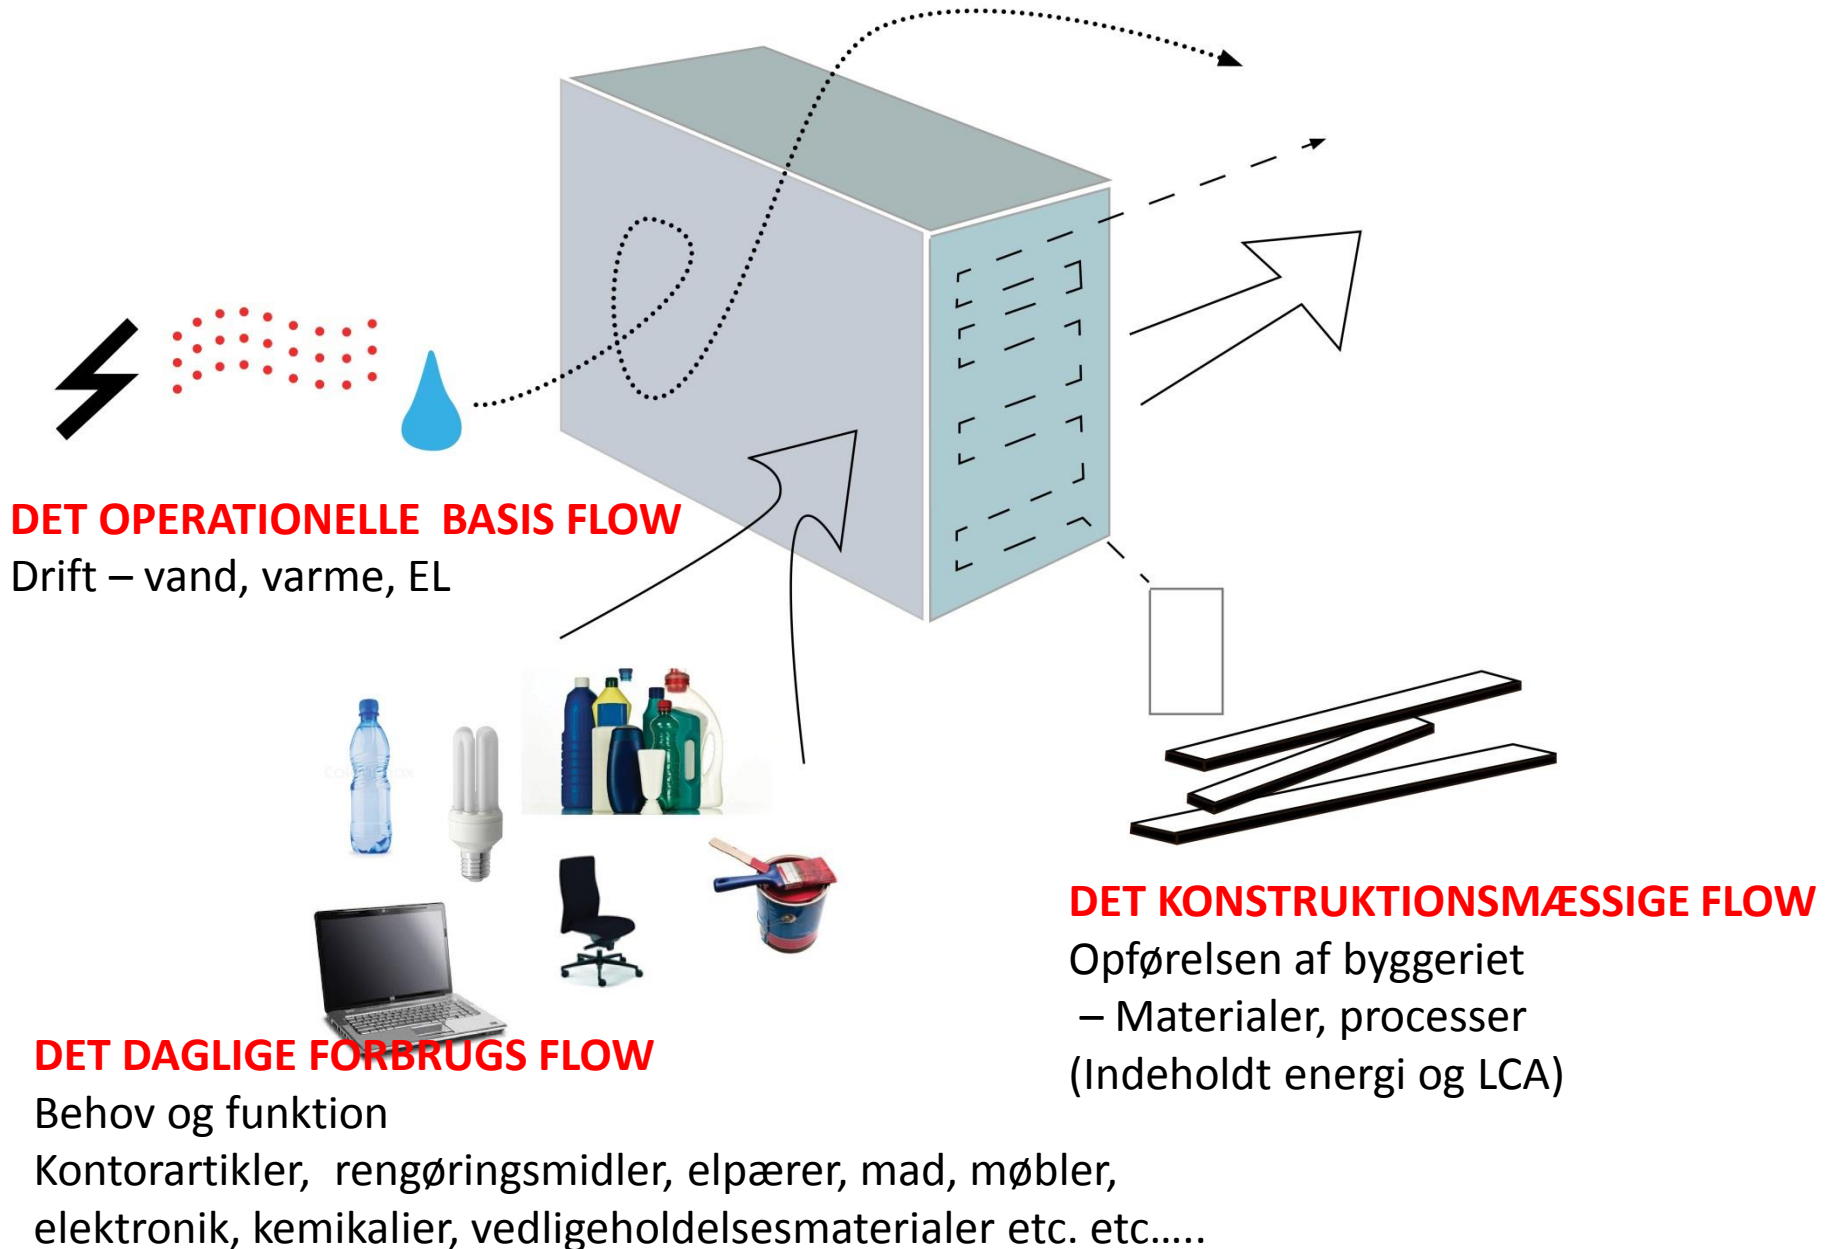 DET OPERATIONELLE  BASIS FLOW
Drift – vand, varme, EL
DET KONSTRUKTIONSMÆSSIGE FLOW
Opførelsen af byggeriet
– Materialer, processer
(Indeholdt energi og LCA)
DET DAGLIGE FORBRUGS FLOW
Behov og funktion
Kontorartikler,  rengøringsmidler, elpærer, mad, møbler,
elektronik, kemikalier, vedligeholdelsesmaterialer etc. etc…..